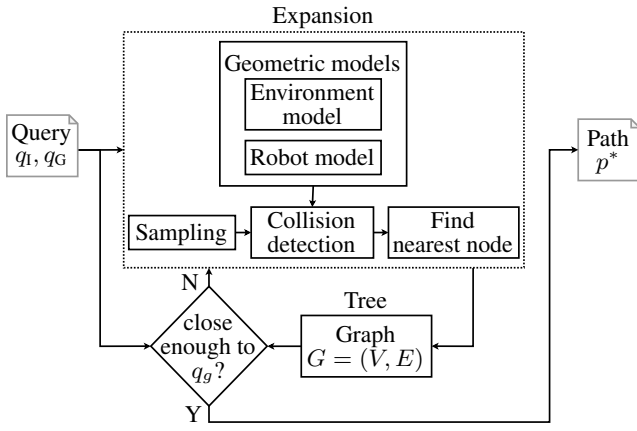 Expansion
Geometric models
Environment
model
Robot model
Query
q_I, q_G
Path
p*
Sampling
Collision
detection
Find
nearest node
N
Tree
close
enough to
q_g?
Graph
G = (V, E)
Y